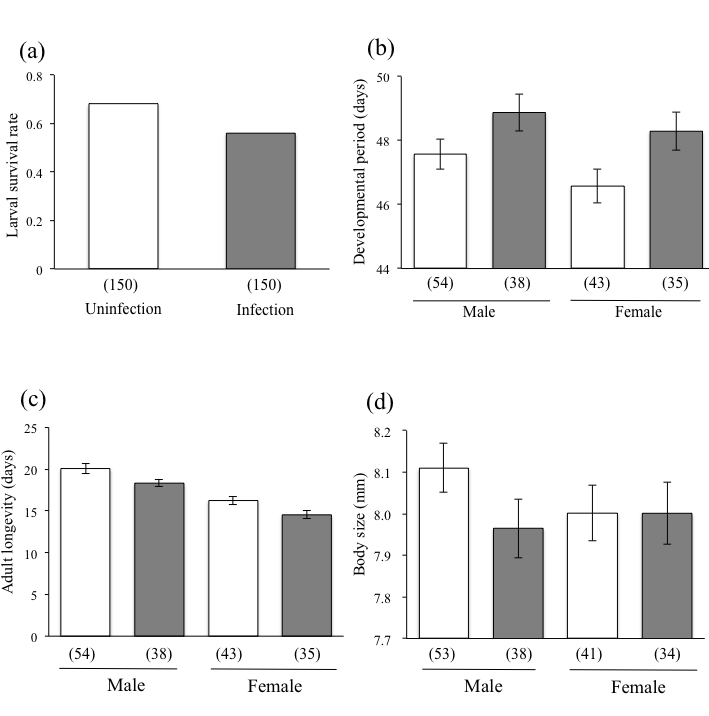 (a)
Larval survival rate
0.8
0.6
0.4
0.2
0
(150) (150)
Uninfection Infection
(b)
Developmental period (days)
50
48
46
44
(54) (38) (43) (35)
Male Female
(c)
Adult longevity (days)
25
20
15
10
5
0
(54) (38) (43) (35)
Male Female
(d)
Body size (mm)
8.2
8.1
8.0
7.9
7.8
7.7
(53) (38) (41) (34)
Male Female